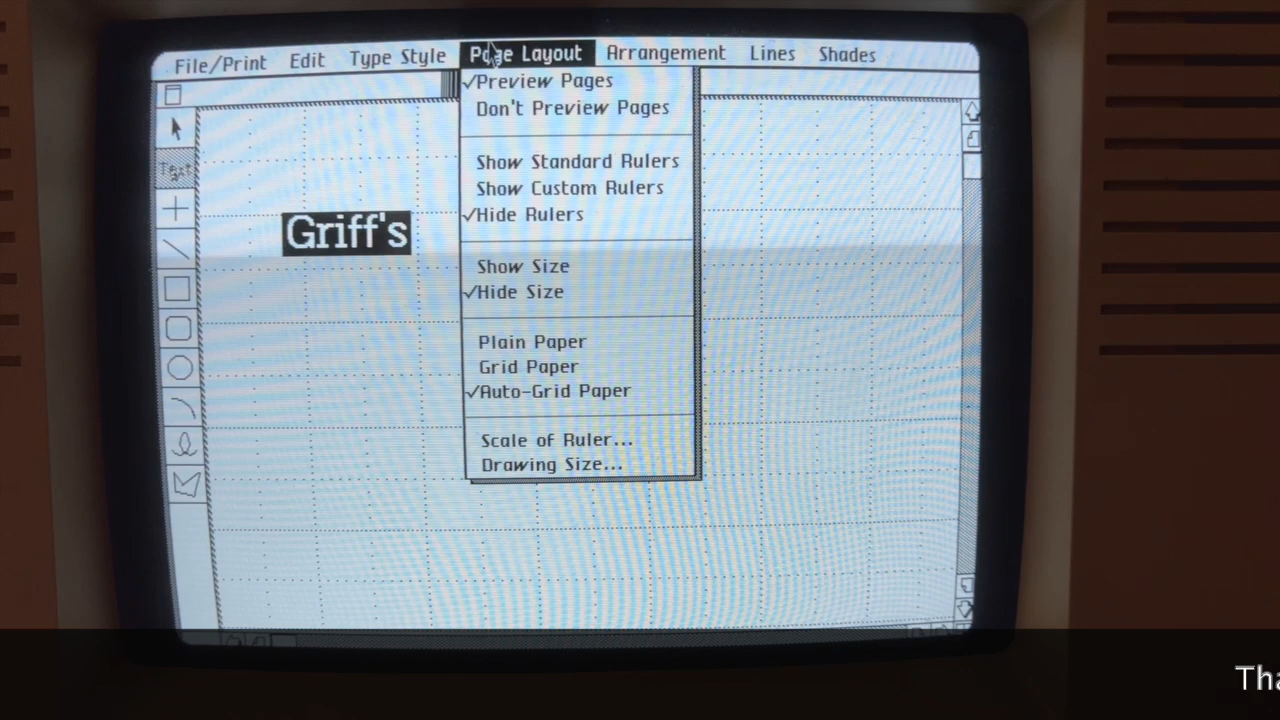 File/Print Edit Type Style Page Layout Arrangement Lines Shades
✓Preview Pages
Don't Preview Pages
Show Standard Rulers
Show Custom Rulers
✓Hide Rulers
Show Size
✓Hide Size
Plain Paper
Grid Paper
✓Auto-Grid Paper
Scale of Ruler...
Drawing Size...
Text
Griff's
Tha